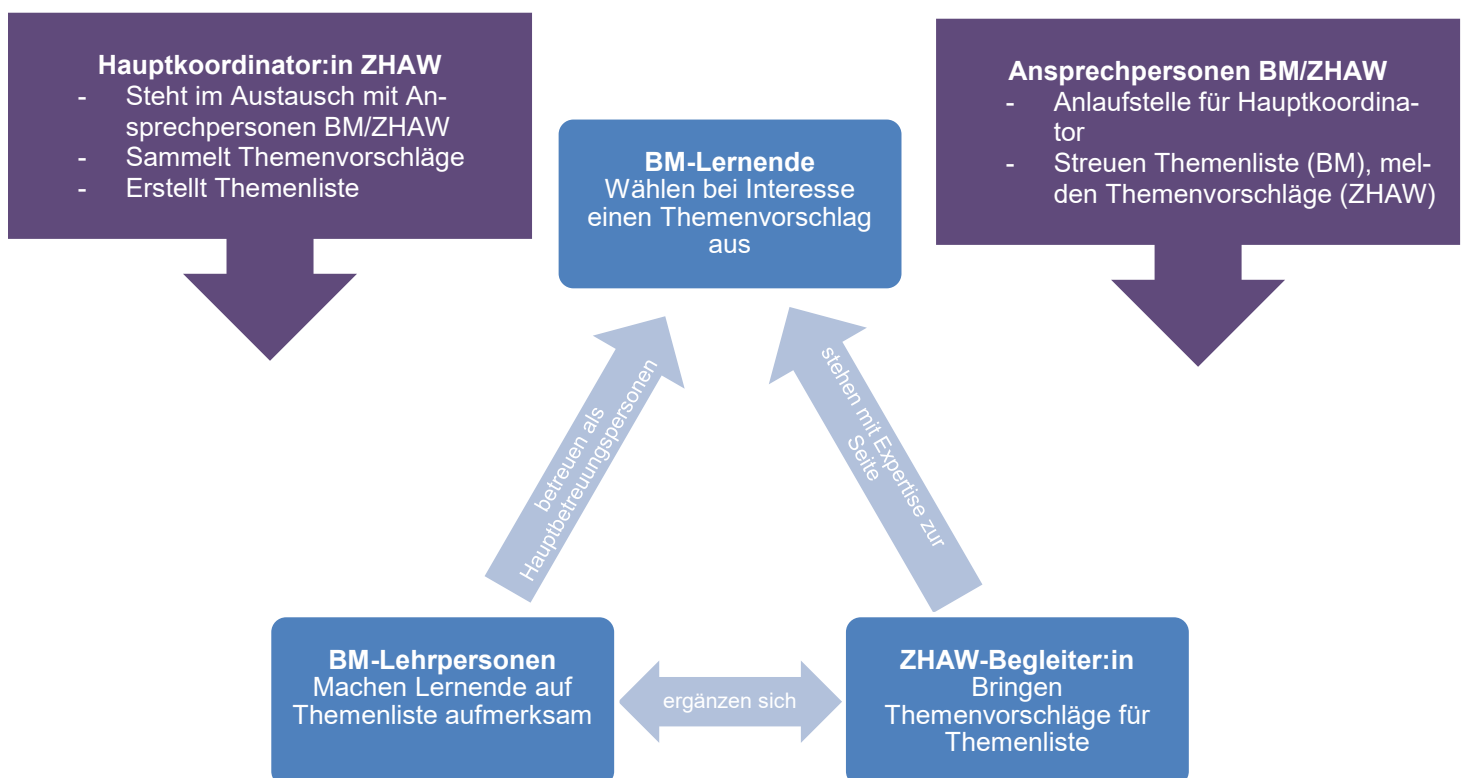 Hauptkoordinator:in ZHAW
- Steht im Austausch mit An-
sprechpersonen BM/ZHAW
- Sammelt Themenvorschläge
- Erstellt Themenliste
Ansprechpersonen BM/ZHAW
- Anlaufstelle für Hauptkoordina-
tor
- Streuen Themenliste (BM), mel-
den Themenvorschläge (ZHAW)
BM-Lernende
Wählen bei Interesse
einen Themenvorschlag
aus
betreuen als
Hauptbetreuungspersonen
stehen mit Expertise zur
Seite
BM-Lehrpersonen
Machen Lernende auf
Themenliste aufmerksam
ergänzen sich
ZHAW-Begleiter:in
Bringen
Themenvorschläge für
Themenliste